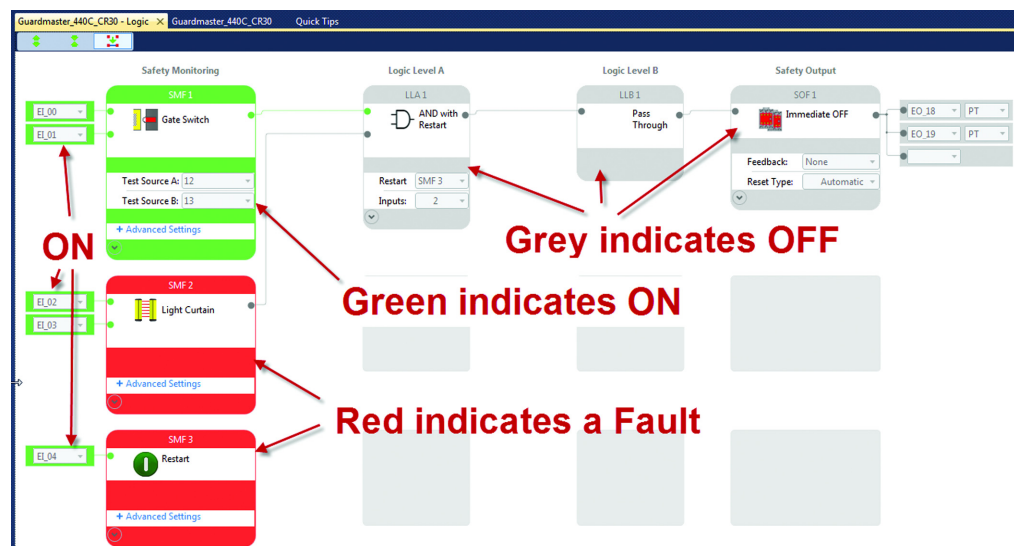 Guardmaster_440C_CR30 - Logic × Guardmaster_440C_CR30 Quick Tips
Safety Monitoring Logic Level A Logic Level B Safety Output
SMF 1
EI_00
EI_01
Gate Switch
Test Source A: 12
Test Source B: 13
+ Advanced Settings
LLA 1
AND with
Restart
Restart SMF 3
Inputs: 2
LLB 1
Pass
Through
SOF 1
Immediate OFF
Feedback: None
Reset Type: Automatic
EO_18 PT
EO_19 PT
ON
Grey indicates OFF
Green indicates ON
SMF 2
EI_02
EI_03
Light Curtain
+ Advanced Settings
Red indicates a Fault
SMF 3
EI_04
Restart
+ Advanced Settings